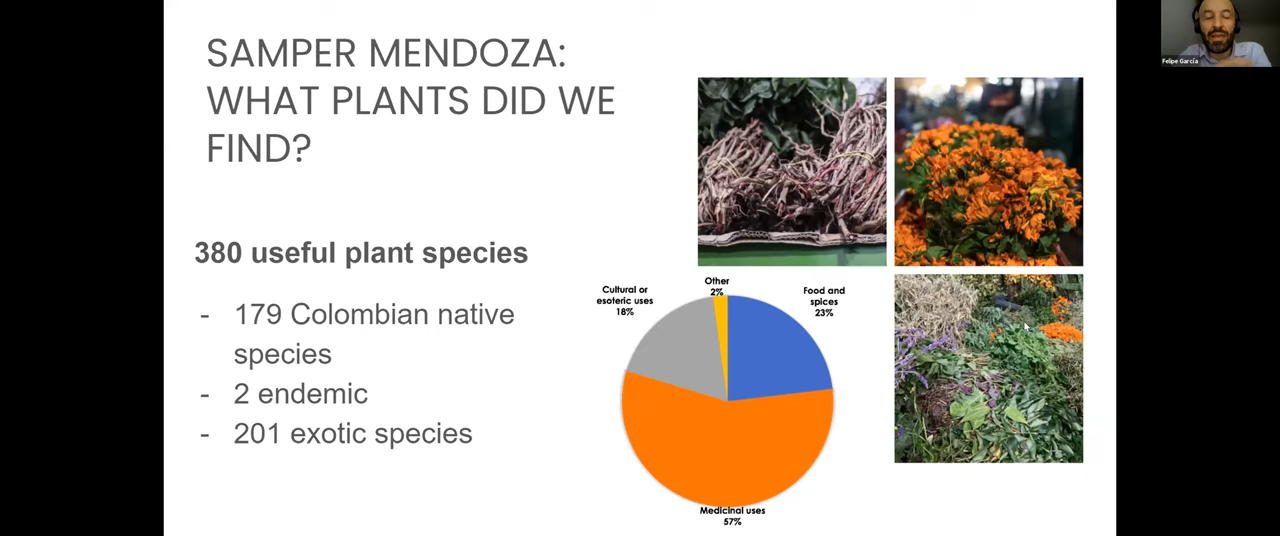 SAMPER MENDOZA:
WHAT PLANTS DID WE
FIND?
380 useful plant species
- 179 Colombian native
species
- 2 endemic
- 201 exotic species
Other
2%
Cultural or
esoteric uses
18%
Food and
spices
23%
Medicinal uses
57%
Felipe García